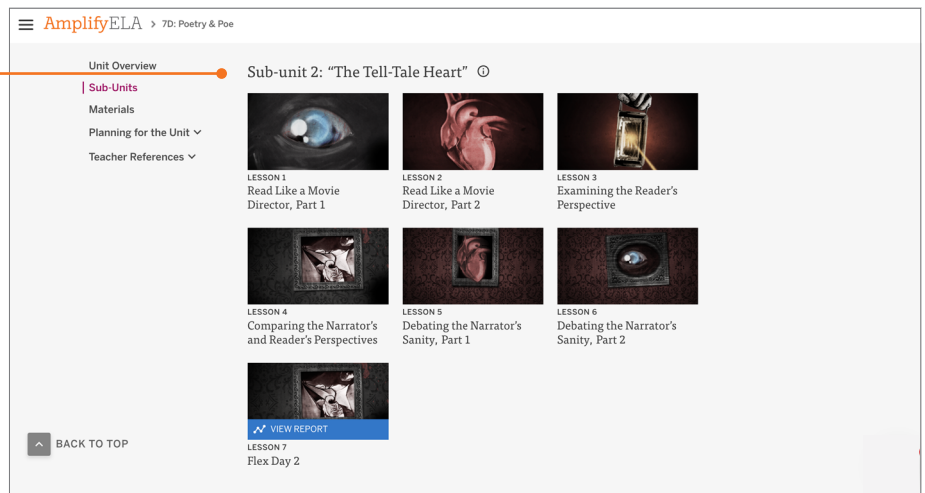 AmplifyELA > 7D: Poetry & Poe
Unit Overview
Sub-Units
Materials
Planning for the Unit
Teacher References
Sub-unit 2: “The Tell-Tale Heart”
LESSON 1
Read Like a Movie
Director, Part 1
LESSON 2
Read Like a Movie
Director, Part 2
LESSON 3
Examining the Reader’s
Perspective
LESSON 4
Comparing the Narrator’s
and Reader’s Perspectives
LESSON 5
Debating the Narrator’s
Sanity, Part 1
LESSON 6
Debating the Narrator’s
Sanity, Part 2
VIEW REPORT
LESSON 7
Flex Day 2
BACK TO TOP